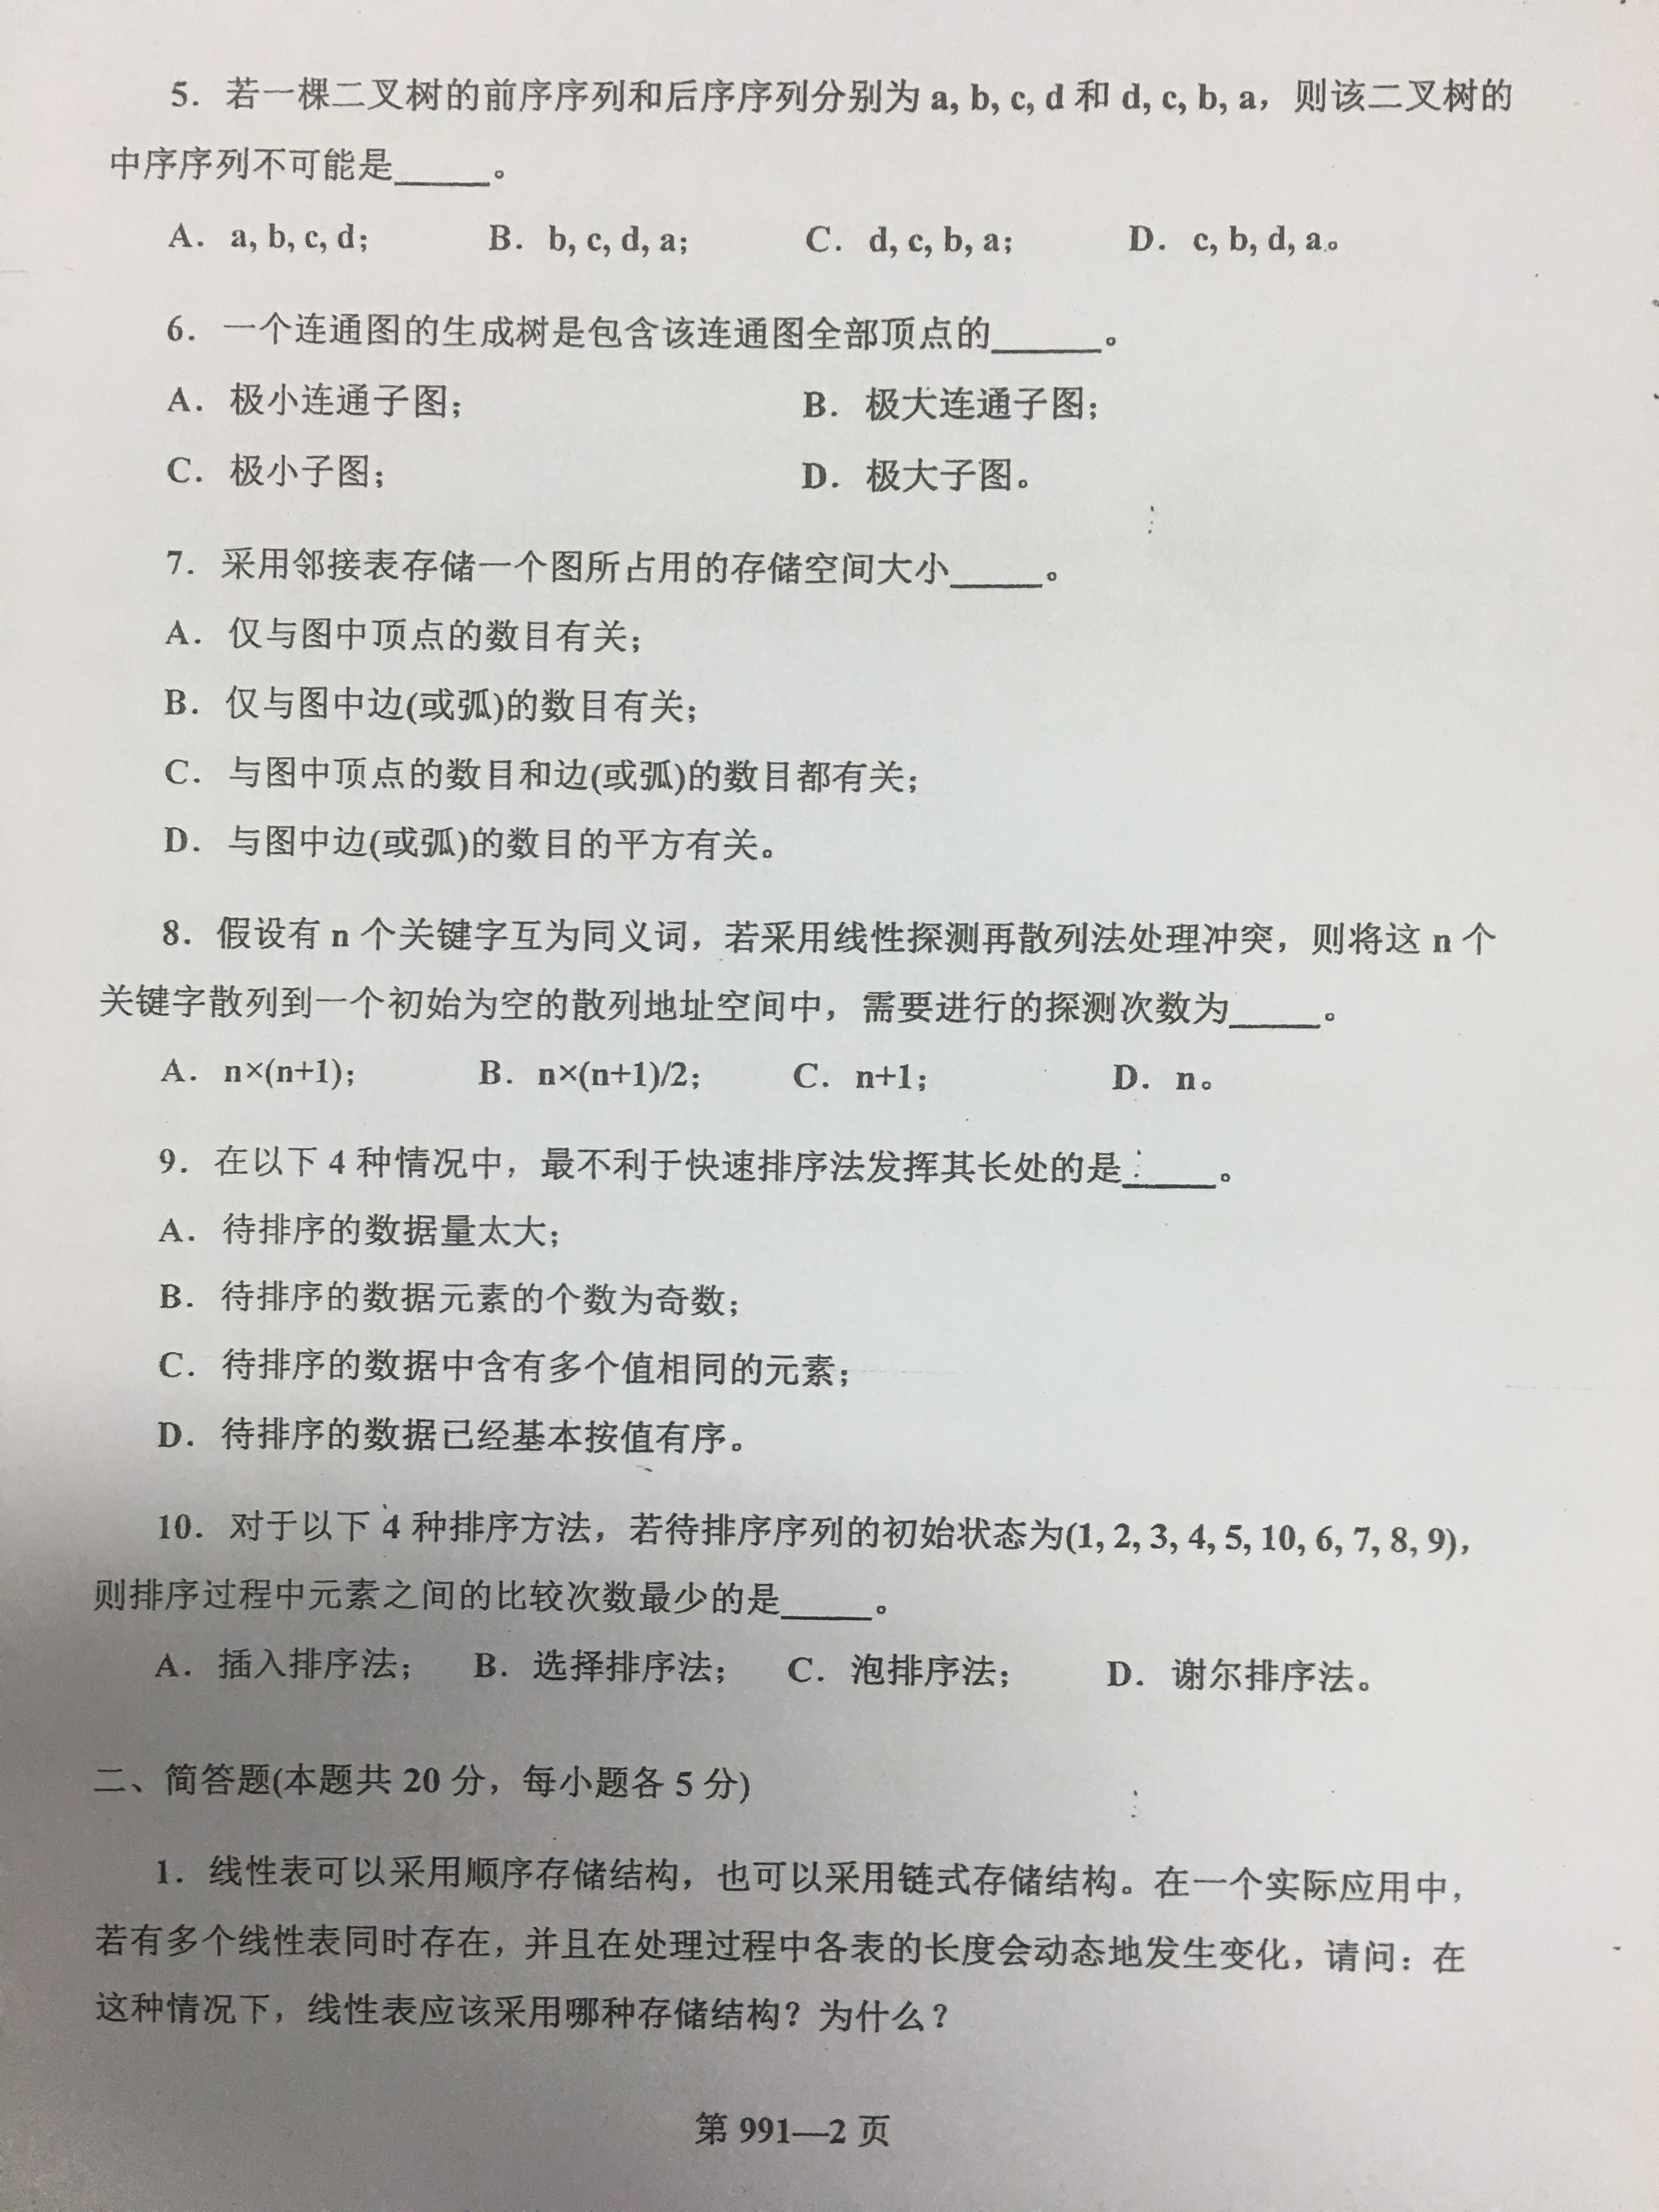 5．若一棵二叉树的前序序列和后序序列分别为 a, b, c, d 和 d, c, b, a，则该二叉树的
中序序列不可能是_____。
A．a, b, c, d； B．b, c, d, a； C．d, c, b, a； D．c, b, d, a。
6．一个连通图的生成树是包含该连通图全部顶点的______。
A．极小连通子图； B．极大连通子图；
C．极小子图； D．极大子图。
7．采用邻接表存储一个图所占用的存储空间大小_____。
A．仅与图中顶点的数目有关；
B．仅与图中边(或弧)的数目有关；
C．与图中顶点的数目和边(或弧)的数目都有关；
D．与图中边(或弧)的数目的平方有关。
8．假设有 n 个关键字互为同义词，若采用线性探测再散列法处理冲突，则将这 n 个
关键字散列到一个初始为空的散列地址空间中，需要进行的探测次数为_____。
A．n×(n+1)； B．n×(n+1)/2； C．n+1； D．n。
9．在以下 4 种情况中，最不利于快速排序法发挥其长处的是_____。
A．待排序的数据量太大；
B．待排序的数据元素的个数为奇数；
C．待排序的数据中含有多个值相同的元素；
D．待排序的数据已经基本按值有序。
10．对于以下 4 种排序方法，若待排序序列的初始状态为(1, 2, 3, 4, 5, 10, 6, 7, 8, 9)，
则排序过程中元素之间的比较次数最少的是_____。
A．插入排序法； B．选择排序法； C．泡排序法； D．谢尔排序法。
二、简答题(本题共 20 分，每小题各 5 分)
1．线性表可以采用顺序存储结构，也可以采用链式存储结构。在一个实际应用中，
若有多个线性表同时存在，并且在处理过程中各表的长度会动态地发生变化，请问：在
这种情况下，线性表应该采用哪种存储结构？为什么？
第 991—2 页